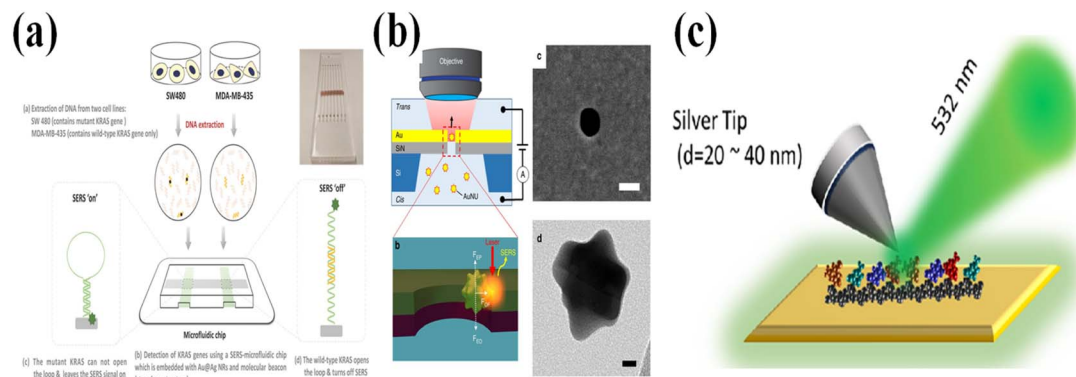 (a)
SW480
MDA-MB-435
(a) Extraction of DNA from two cell lines:
SW 480 (contains mutant KRAS gene )
MDA-MB-435 (contains wild-type KRAS gene only)
DNA extraction
SERS 'on'
SERS 'off'
Microfluidic chip
(c) The mutant KRAS can not open
the loop & leaves the SERS signal on
(b) Detection of KRAS genes using a SERS-microfluidic chip
which is embedded with Au@Ag NRs and molecular beacon
(d) The wild-type KRAS opens
the loop & turns off SERS
(b)
Objective
Trans
Au
SiN
Si
Cis
AuNU
A
c
b
Laser
SERS
FEP
FEO
d
(c)
532 nm
Silver Tip
(d=20 ~ 40 nm)